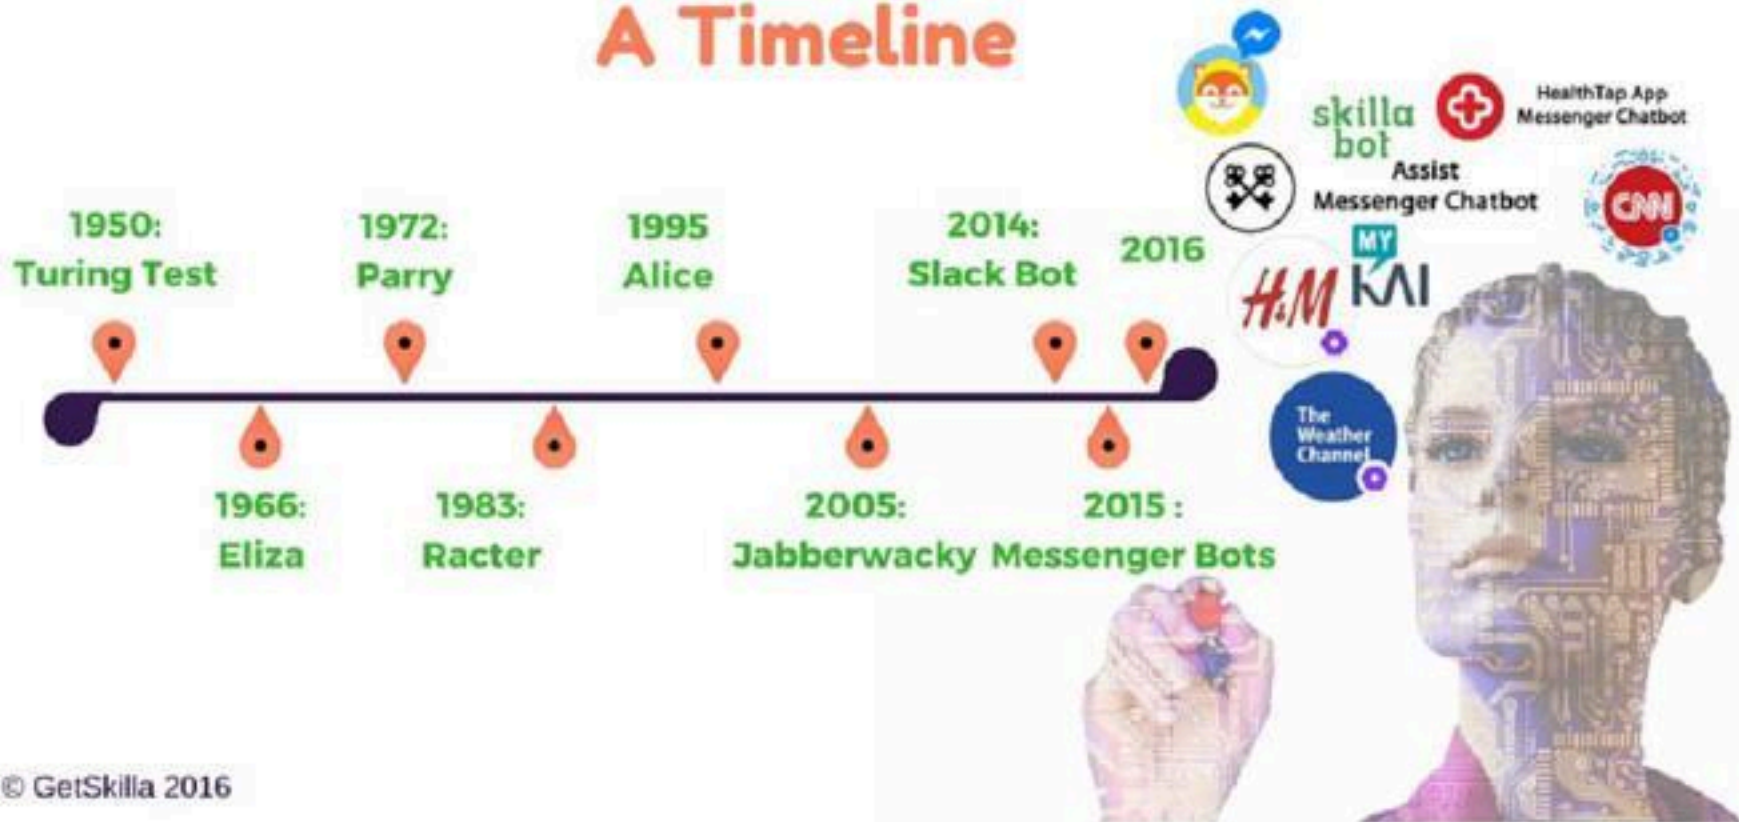 A Timeline
1950:
Turing Test
1972:
Parry
1995
Alice
2014:
Slack Bot
2016
1966:
Eliza
1983:
Racter
2005:
Jabberwacky
2015 :
Messenger Bots
skilla
bot
HealthTap App
Messenger Chatbot
Assist
Messenger Chatbot
CNN
H&M
MY
KAI
The
Weather
Channel
© GetSkilla 2016